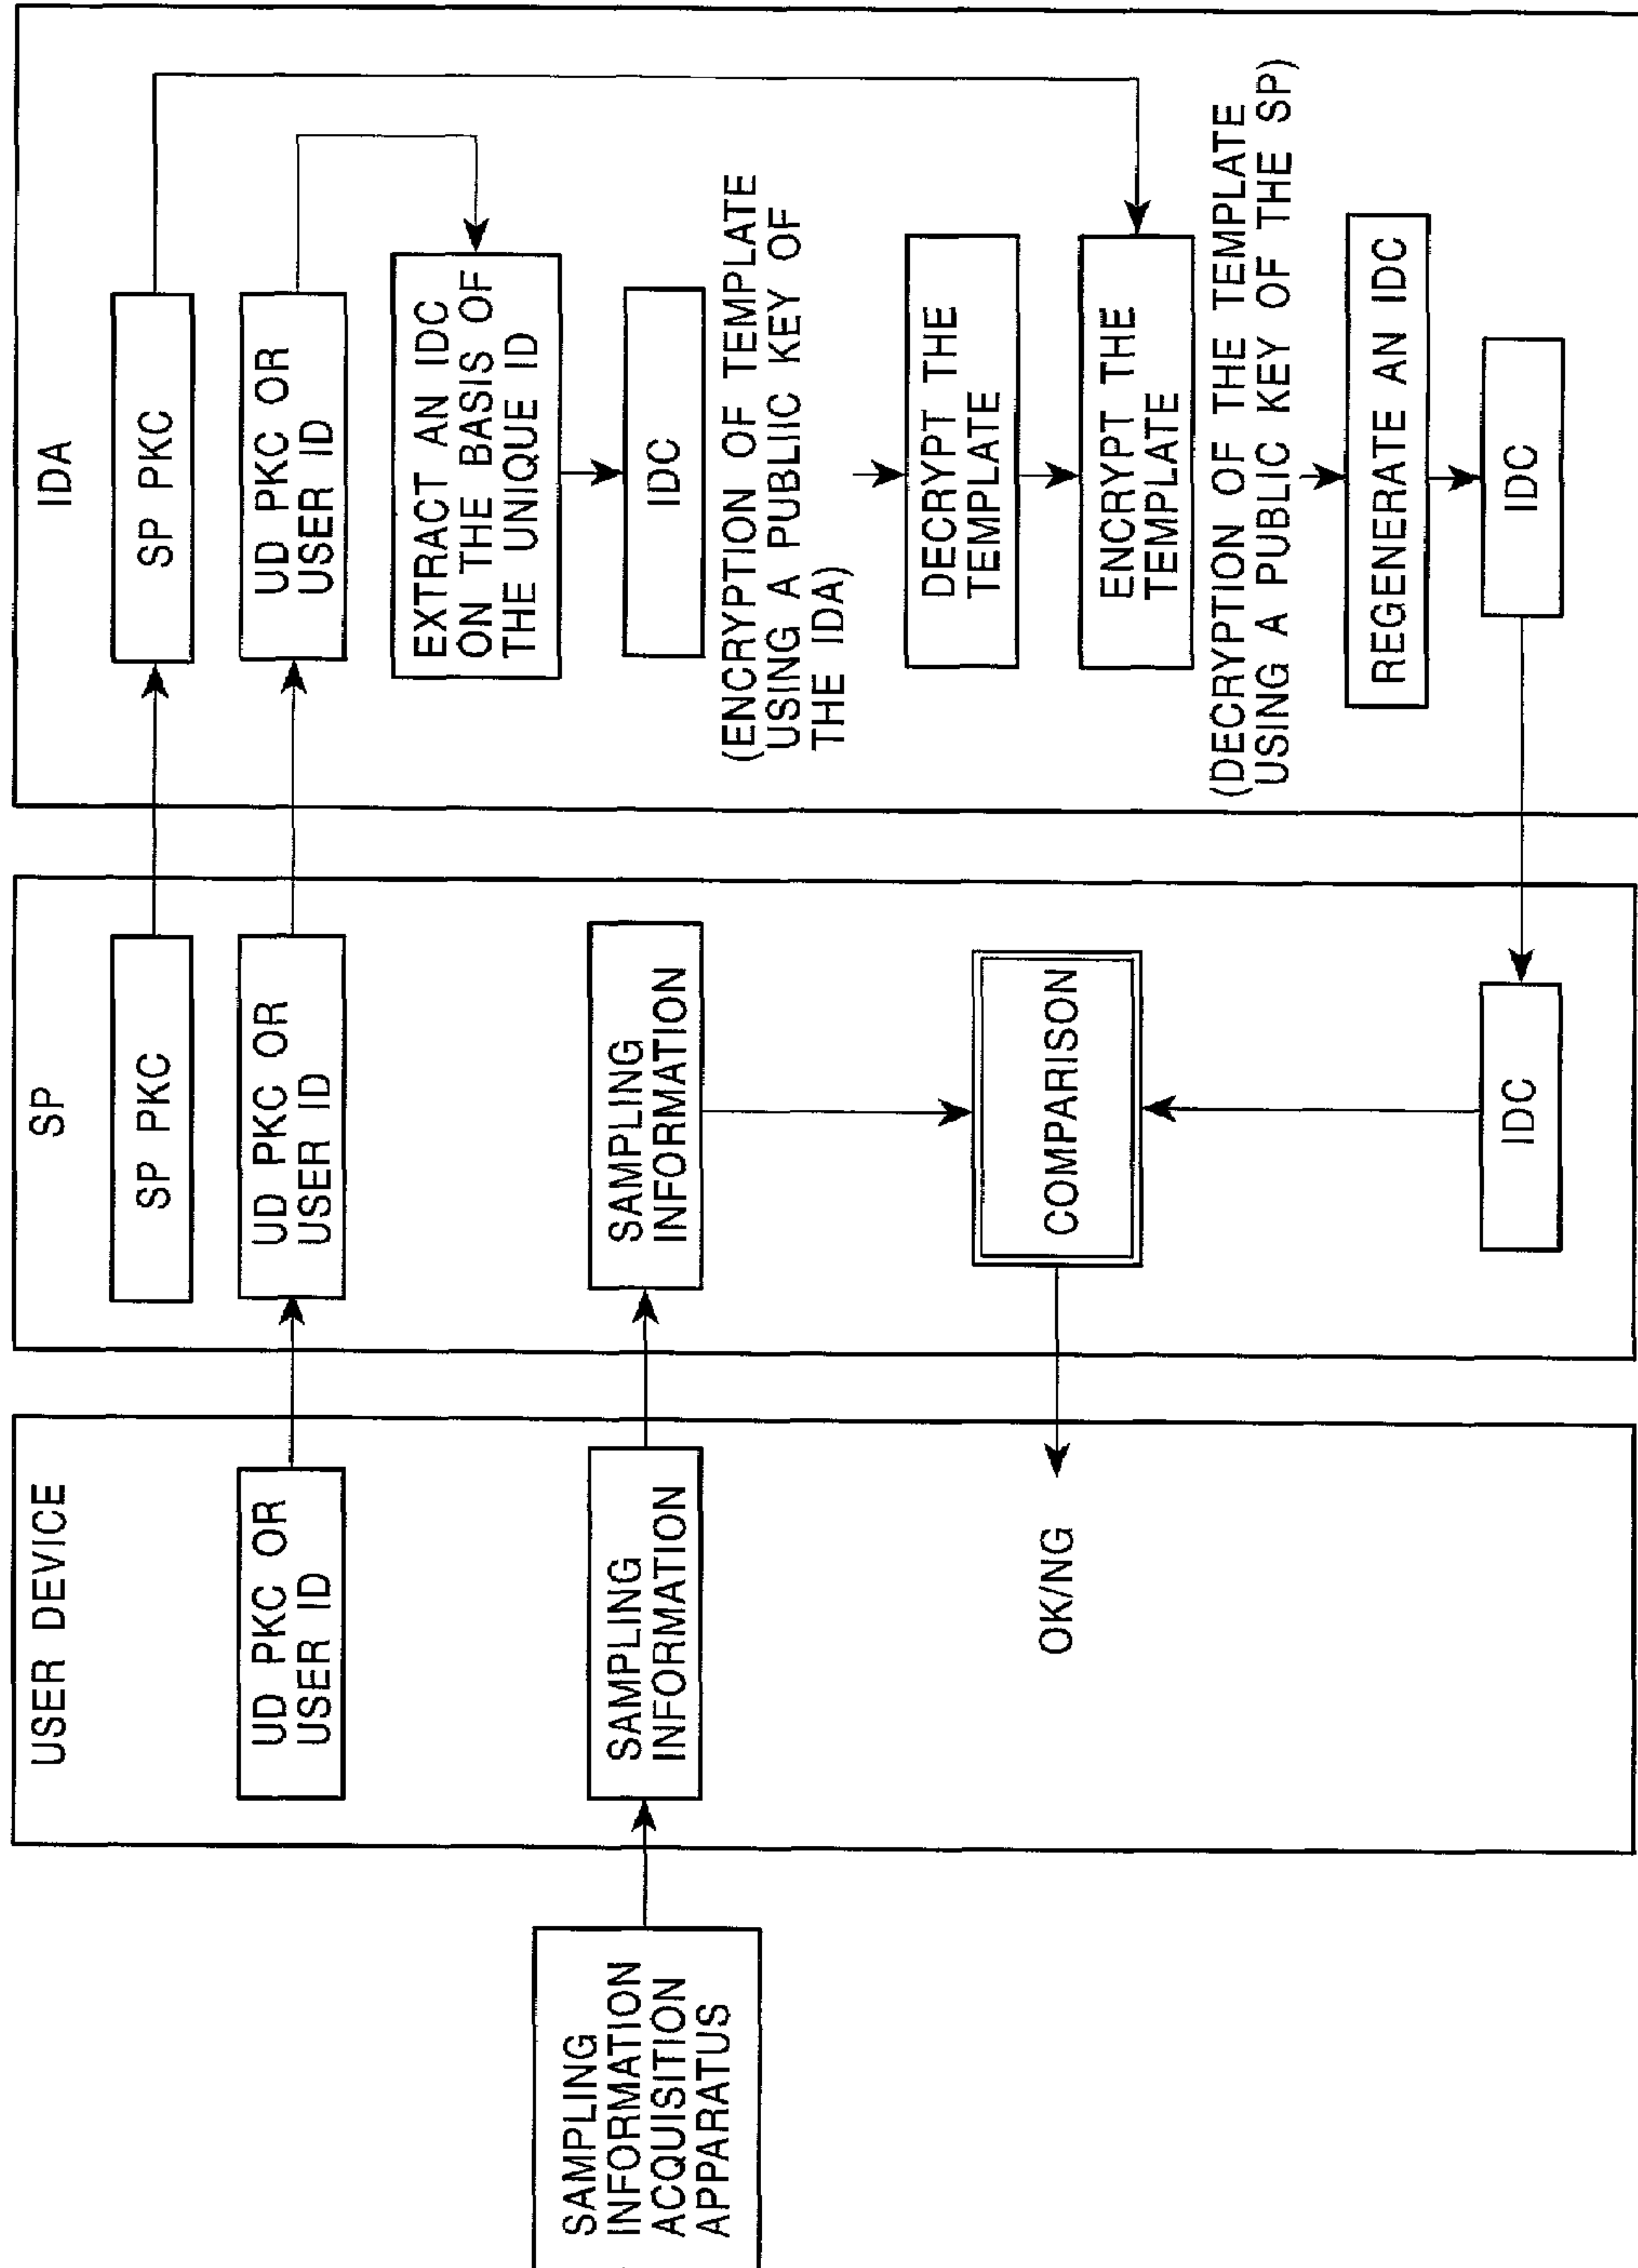 SAMPLING
INFORMATION
ACQUISITION
APPARATUS
USER DEVICE
UD PKC OR
USER ID
SAMPLING
INFORMATION
OK/NG
SP
SP PKC
UD PKC OR
USER ID
SAMPLING
INFORMATION
COMPARISON
IDC
IDA
SP PKC
UD PKC OR
USER ID
EXTRACT AN IDC
ON THE BASIS OF
THE UNIQUE ID
IDC
(ENCRYPTION OF TEMPLATE
USING A PUBLIIC KEY OF
THE IDA)
DECRYPT THE
TEMPLATE
ENCRYPT THE
TEMPLATE
(DECRYPTION OF THE TEMPLATE
USING A PUBLIC KEY OF THE SP)
REGENERATE AN IDC
IDC